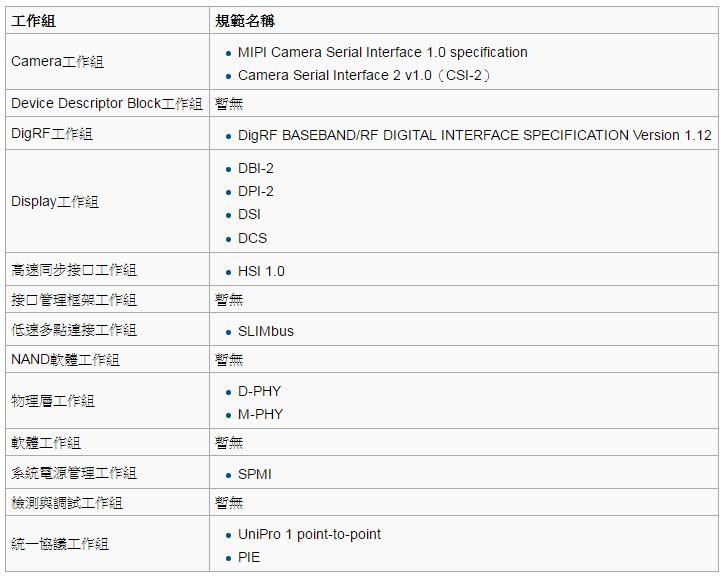 工作組 規範名稱
Camera工作組
MIPI Camera Serial Interface 1.0 specification
Camera Serial Interface 2 v1.0（CSI-2）
Device Descriptor Block工作組 暫無
DigRF工作組
DigRF BASEBAND/RF DIGITAL INTERFACE SPECIFICATION Version 1.12
Display工作組
DBI-2
DPI-2
DSI
DCS
高速同步接口工作組
HSI 1.0
接口管理框架工作組 暫無
低速多點連接工作組
SLIMbus
NAND軟體工作組 暫無
物理層工作組
D-PHY
M-PHY
軟體工作組 暫無
系統電源管理工作組
SPMI
檢測與調試工作組 暫無
統一協議工作組
UniPro 1 point-to-point
PIE